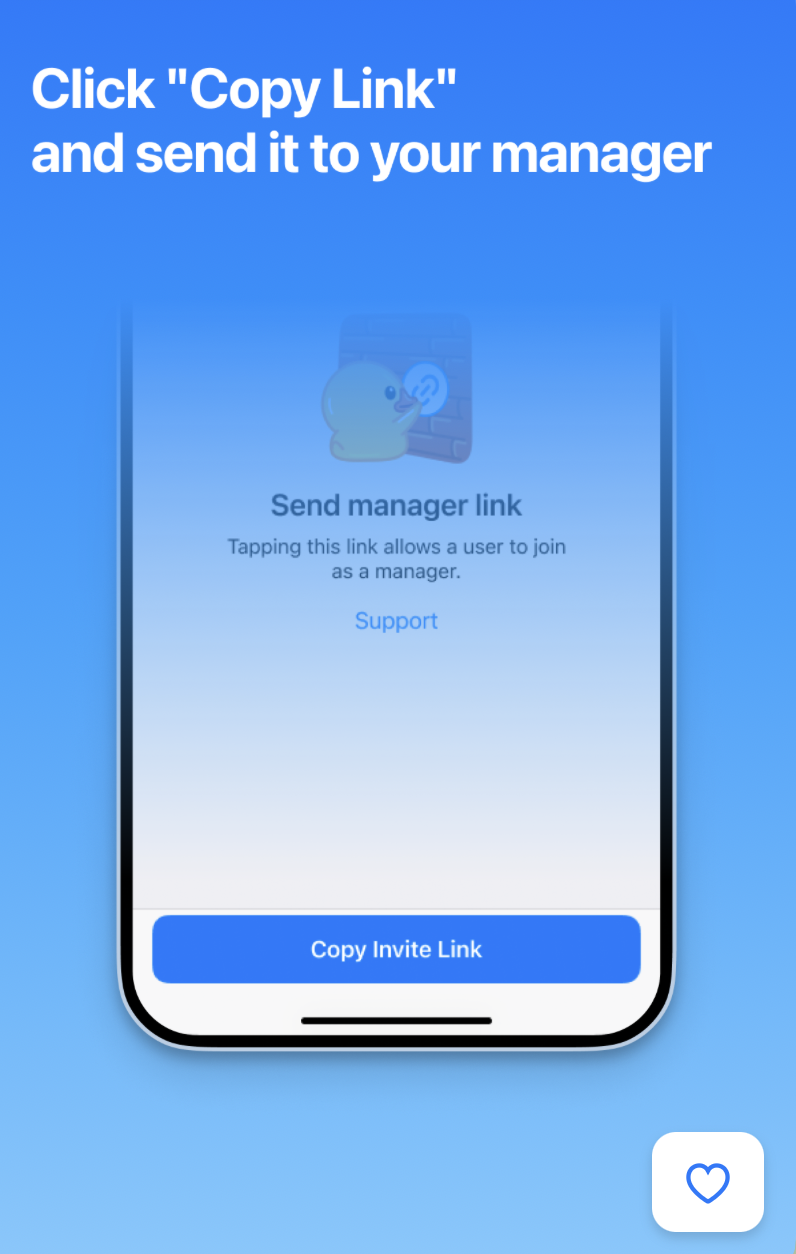 Click "Copy Link"
and send it to your manager
Send manager link
Tapping this link allows a user to join
as a manager.
Support
Copy Invite Link